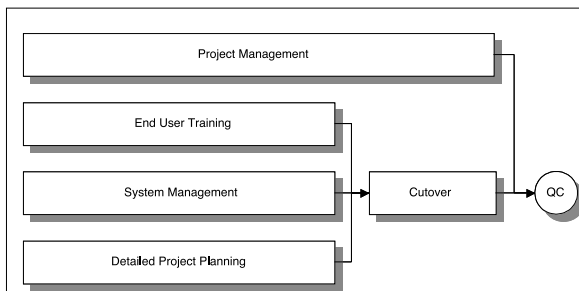 Project Management
End User Training
System Management
Cutover
QC
Detailed Project Planning